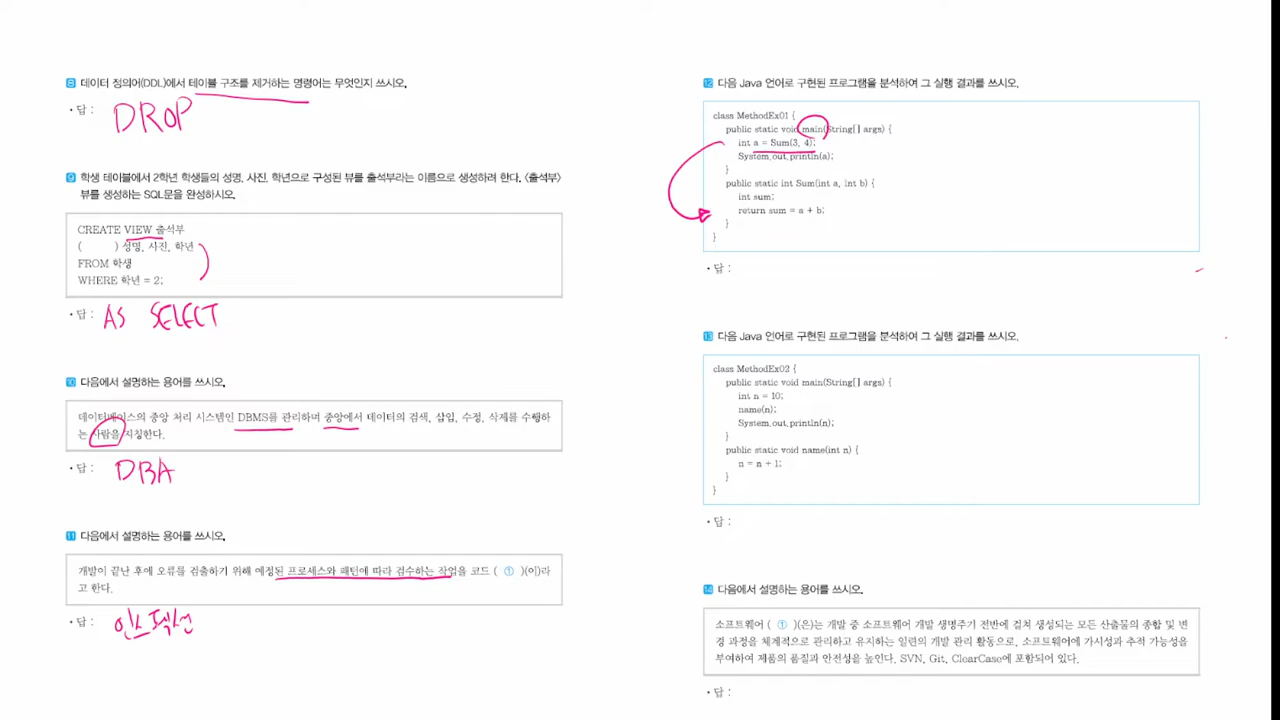 8 데이터 정의어(DDL)에서 테이블 구조를 제거하는 명령어는 무엇인지 쓰시오.
• 답 : DROP
9 학생 테이블에서 2학년 학생들의 성명, 사진, 학년으로 구성된 뷰를 출석부라는 이름으로 생성하려 한다. <출석부>
뷰를 생성하는 SQL문을 완성하시오.
CREATE VIEW 출석부
( ) 성명, 사진, 학년
FROM 학생
WHERE 학년 = 2;
• 답 : AS SELECT
10 다음에서 설명하는 용어를 쓰시오.
데이터베이스의 중앙 처리 시스템인 DBMS를 관리하며 중앙에서 데이터의 검색, 삽입, 수정, 삭제를 수행하
는 사람을 지칭한다.
• 답 : DBA
11 다음에서 설명하는 용어를 쓰시오.
개발이 끝난 후에 오류를 검출하기 위해 예정된 프로세스와 패턴에 따라 검수하는 작업을 코드 ( ① )(이)라
고 한다.
• 답 : 인스펙션
12 다음 Java 언어로 구현된 프로그램을 분석하여 그 실행 결과를 쓰시오.
class MethodEx01 {
public static void main(String[] args) {
int a = Sum(3, 4);
System.out.println(a);
}
public static int Sum(int a, int b) {
int sum;
return sum = a + b;
}
}
• 답 :
13 다음 Java 언어로 구현된 프로그램을 분석하여 그 실행 결과를 쓰시오.
class MethodEx02 {
public static void main(String[] args) {
int n = 10;
name(n);
System.out.println(n);
}
public static void name(int n) {
n = n + 1;
}
}
• 답 :
14 다음에서 설명하는 용어를 쓰시오.
소프트웨어 ( ① )(은)는 개발 중 소프트웨어 개발 생명주기 전반에 걸쳐 생성되는 모든 산출물의 종합 및 변
경 과정을 체계적으로 관리하고 유지하는 일련의 개발 관리 활동으로, 소프트웨어에 가시성과 추적 가능성을
부여하여 제품의 품질과 안전성을 높인다. SVN, Git, ClearCase에 포함되어 있다.
• 답 :